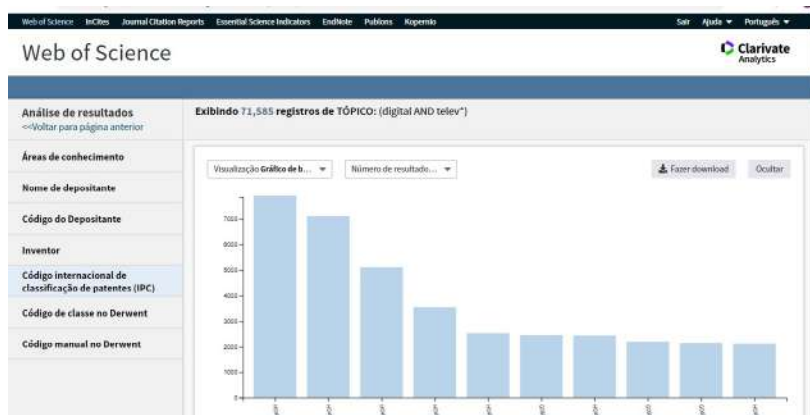 Web of Science InCites Journal Citation Reports Essential Science Indicators EndNote Publons Kopernio Sair Ajuda Português
Web of Science
Clarivate
Analytics
Análise de resultados
<<Voltar para página anterior
Exibindo 71,585 registros de TÓPICO: (digital AND telev*)
Áreas de conhecimento
Nome de depositante
Código do Depositante
Inventor
Código internacional de
classificação de patentes (IPC)
Código de classe no Derwent
Código manual no Derwent
Visualização Gráfico de b... Número de resultado... Fazer download Ocultar
7000
6000
5000
4000
3000
2000
1000
0